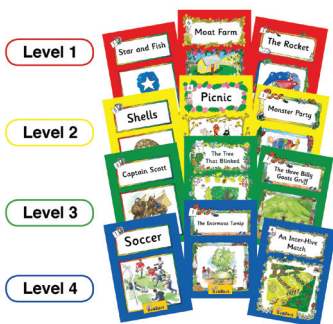 Level 1
Star and Fish
Moat Farm
The Rocket
Level 2
Shells
Picnic
Monster Party
Level 3
Captain Scott
The Tree
That Blinked
The three Billy
Goats Gruff
Level 4
Soccer
The Enormous Turnip
An Inter-Hive
Match